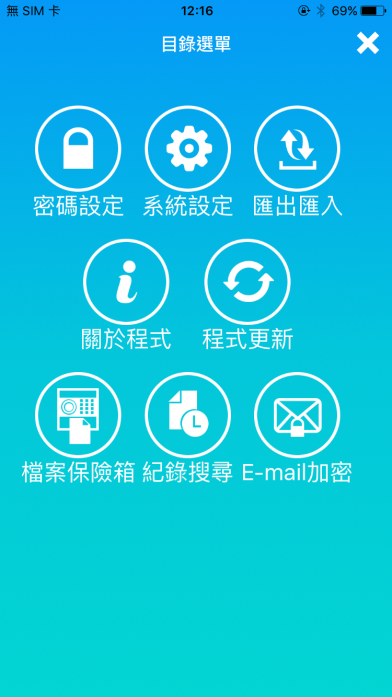 無 SIM 卡 12:16 69%
目錄選單
密碼設定 系統設定 匯出匯入
關於程式 程式更新
檔案保險箱 紀錄搜尋 E-mail加密